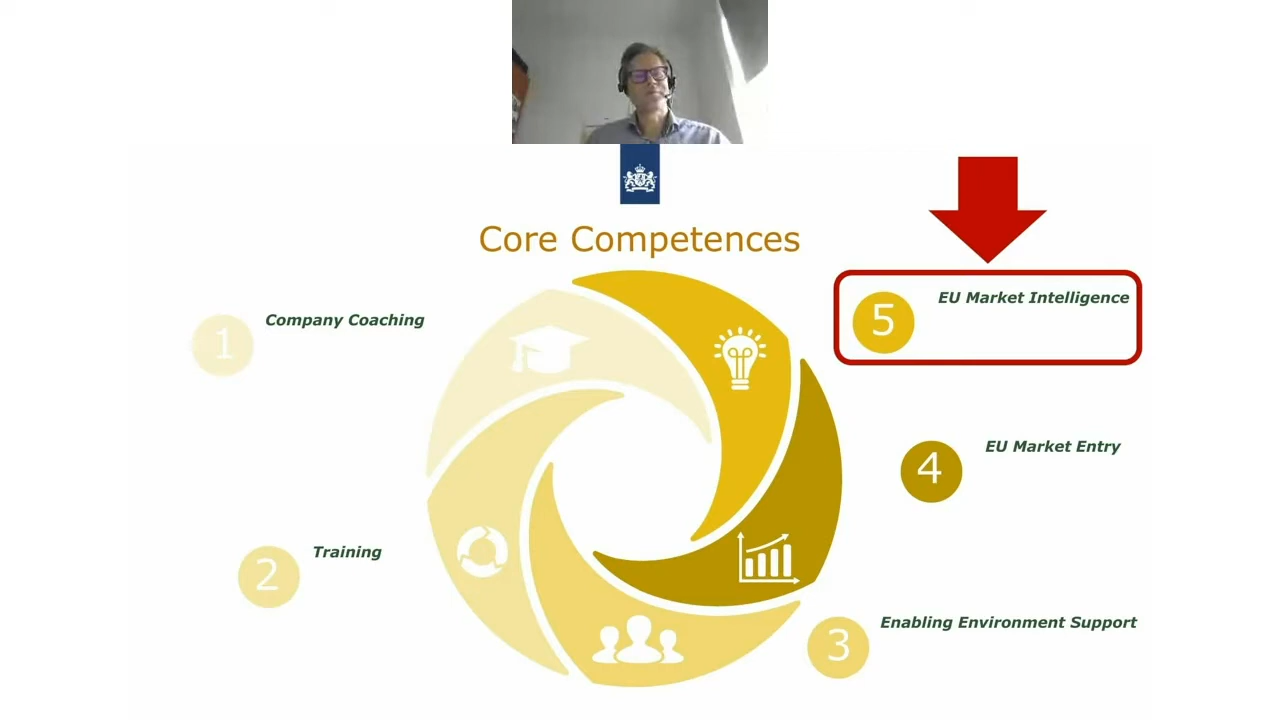 Core Competences
1
Company Coaching
2
Training
3
Enabling Environment Support
4
EU Market Entry
5
EU Market Intelligence